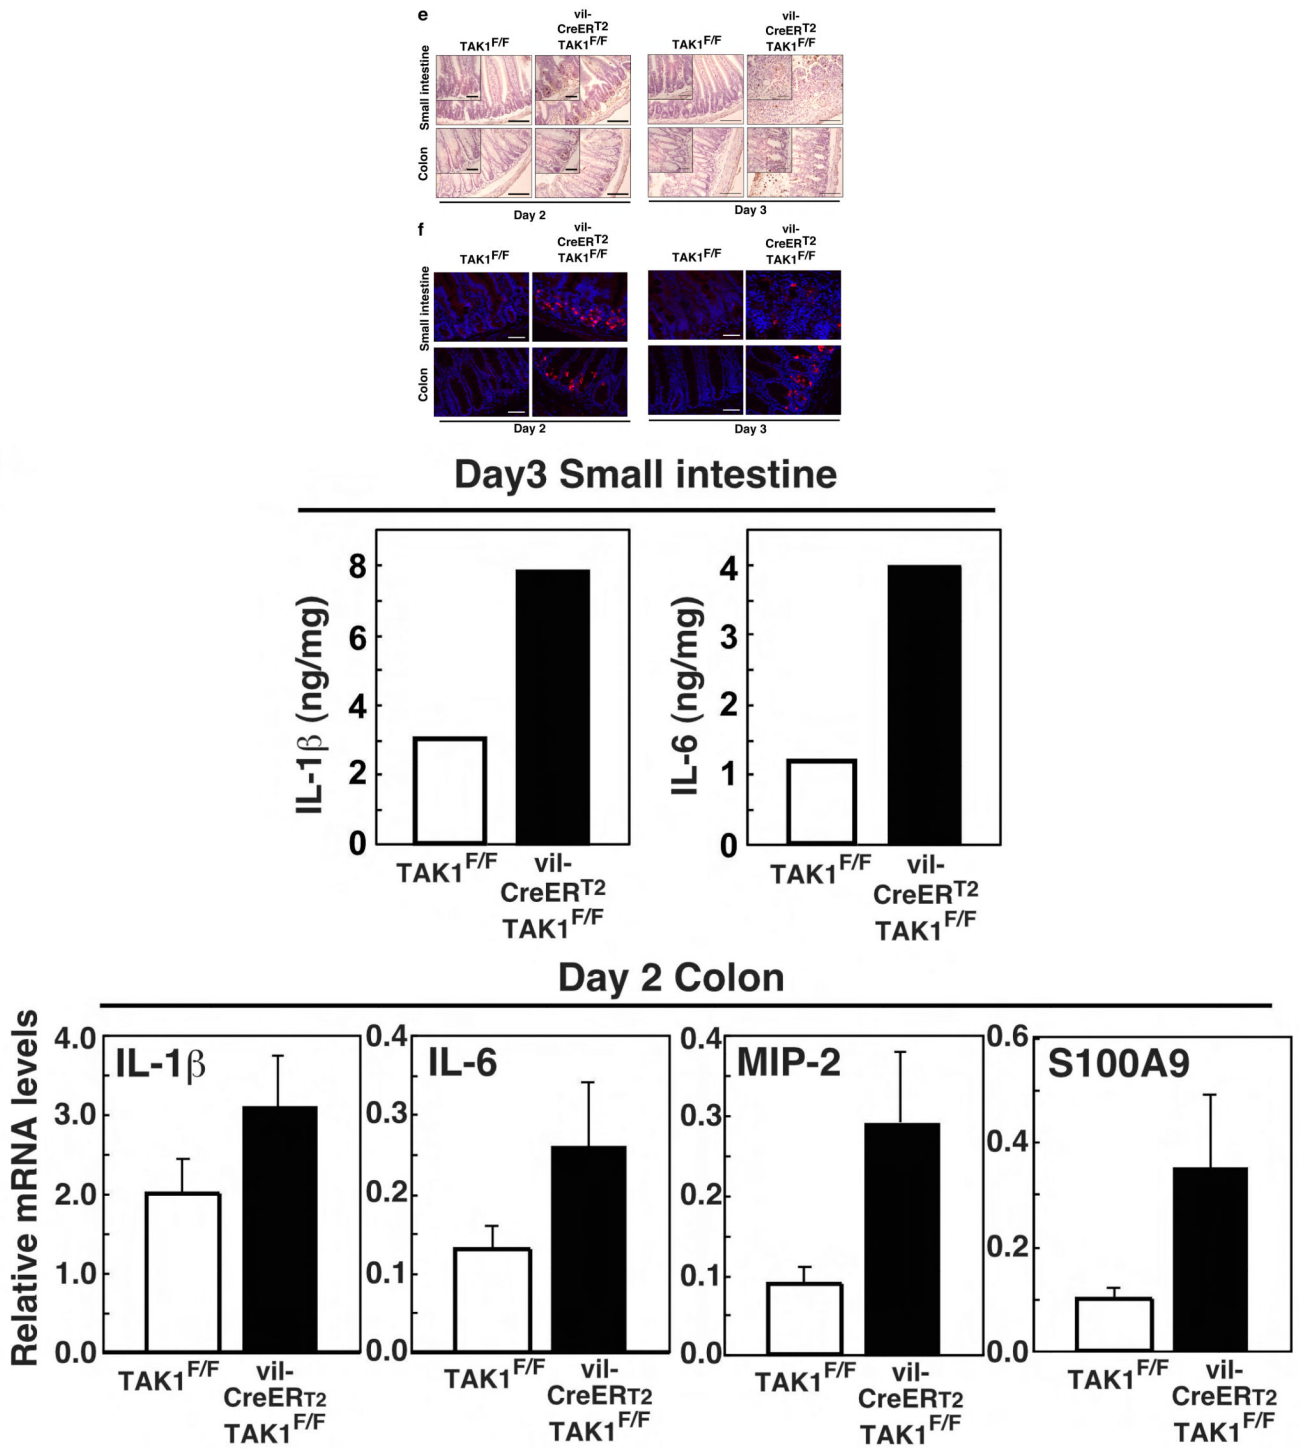 e
TAK1F/F
vil-
CreERT2
TAK1F/F
TAK1F/F
vil-
CreERT2
TAK1F/F
Small intestine
Colon
Day 2
Day 3
f
TAK1F/F
vil-
CreERT2
TAK1F/F
TAK1F/F
vil-
CreERT2
TAK1F/F
Small intestine
Colon
Day 2
Day 3
Day3 Small intestine
IL-1β (ng/mg)
8
6
4
2
0
TAK1F/F
vil-
CreERT2
TAK1F/F
IL-6 (ng/mg)
4
3
2
1
0
TAK1F/F
vil-
CreERT2
TAK1F/F
Day 2 Colon
Relative mRNA levels
4.0
3.0
2.0
1.0
0.0
IL-1β
TAK1F/F
vil-
CreERT2
TAK1F/F
0.4
0.3
0.2
0.1
0.0
IL-6
TAK1F/F
vil-
CreERT2
TAK1F/F
0.4
0.3
0.2
0.1
0.0
MIP-2
TAK1F/F
vil-
CreERT2
TAK1F/F
0.6
0.4
0.2
0.0
S100A9
TAK1F/F
vil-
CreERT2
TAK1F/F